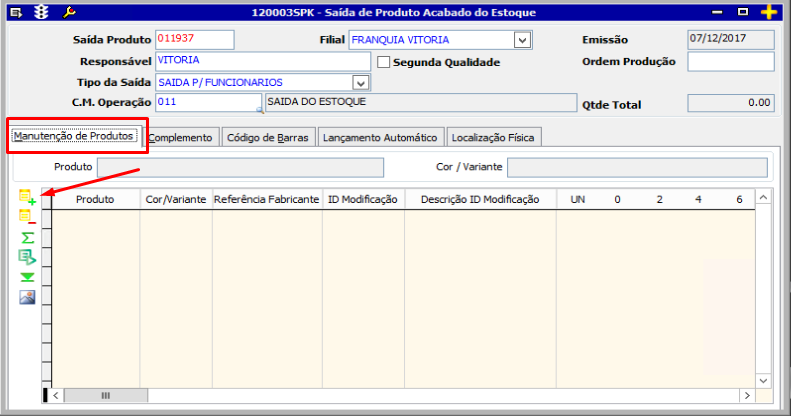 120003SPK - Saída de Produto Acabado do Estoque
Saída Produto 011937 Filial FRANQUIA VITORIA Emissão 07/12/2017
Responsável VITORIA Segunda Qualidade Ordem Produção
Tipo da Saída SAIDA P/ FUNCIONARIOS
C.M. Operação 011 SAIDA DO ESTOQUE Qtde Total 0.00
Manutenção de Produtos Complemento Código de Barras Lançamento Automático Localização Física
Produto Cor / Variante
Produto Cor/Variante Referência Fabricante ID Modificação Descrição ID Modificação UN 0 2 4 6